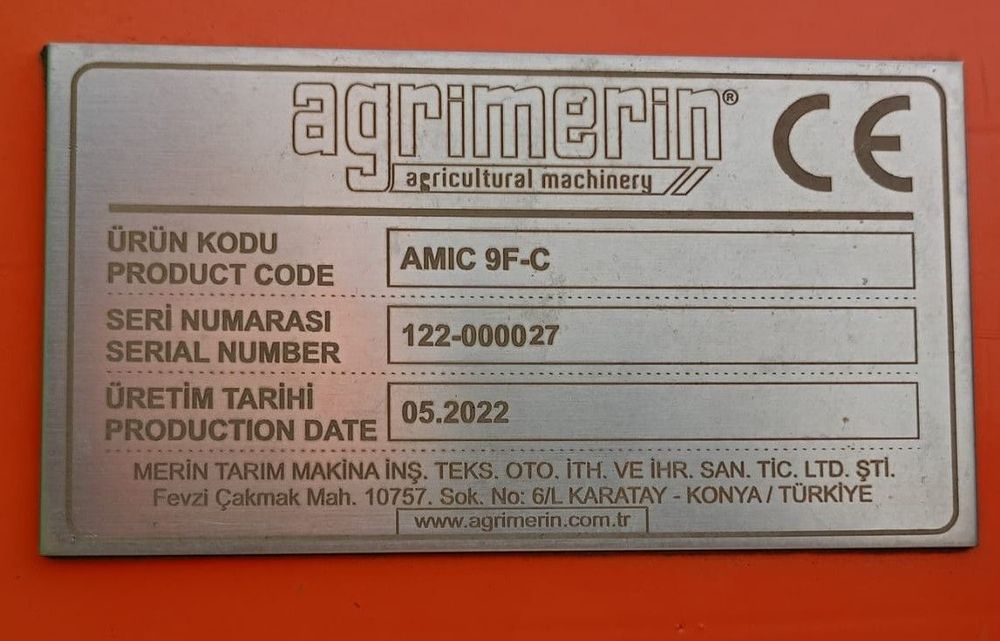 agrimerin® CE
agricultural machinery
ÜRÜN KODU
PRODUCT CODE
AMIC 9F-C
SERİ NUMARASI
SERIAL NUMBER
122-000027
ÜRETİM TARİHİ
PRODUCTION DATE
05.2022
MERİN TARIM MAKİNA İNŞ. TEKS. OTO. İTH. VE İHR. SAN. TİC. LTD. ŞTİ.
Fevzi Çakmak Mah. 10757. Sok. No: 6/L KARATAY - KONYA / TÜRKİYE
www.agrimerin.com.tr